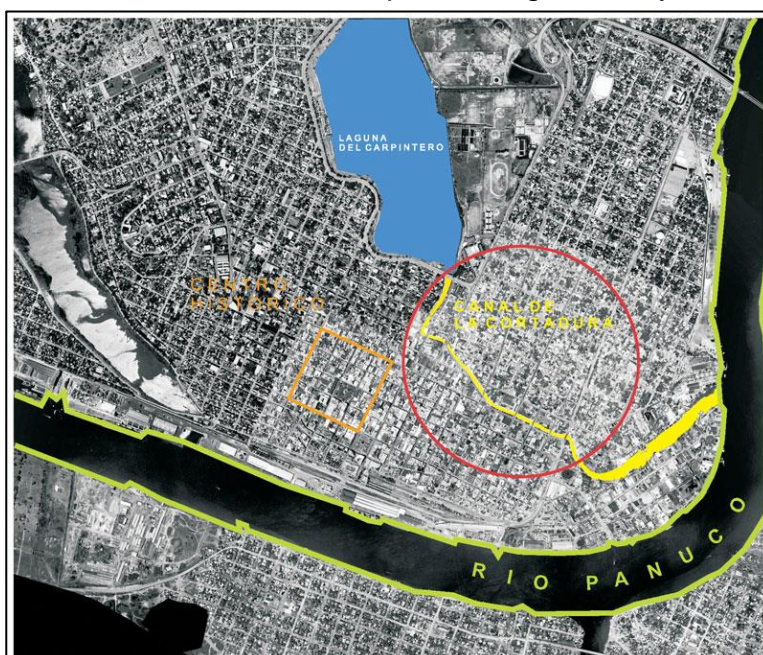 LAGUNA
DEL CARPINTERO
CENTRO
HISTORICO
CANAL DE
LA CORTADURA
RIO PANUCO